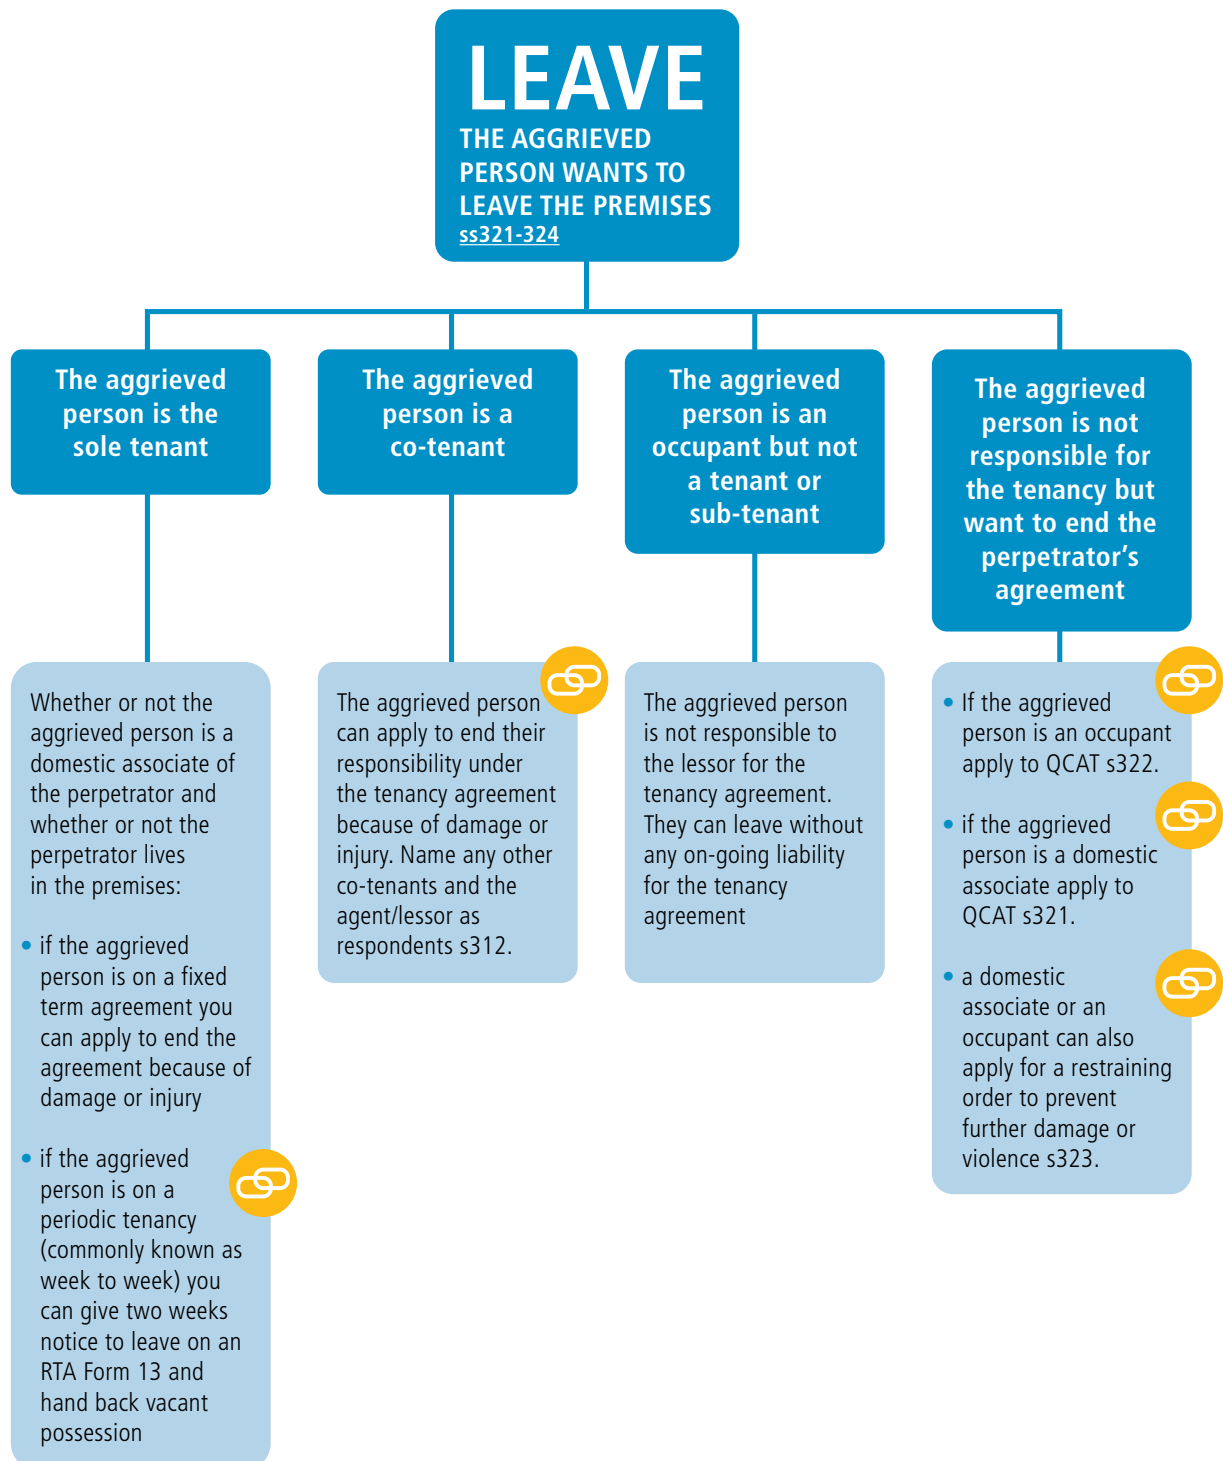 LEAVE
THE AGGRIEVED
PERSON WANTS TO
LEAVE THE PREMISES
ss321-324
The aggrieved
person is the
sole tenant
The aggrieved
person is a
co-tenant
The aggrieved
person is an
occupant but not
a tenant or
sub-tenant
The aggrieved
person is not
responsible for
the tenancy but
want to end the
perpetrator's
agreement
Whether or not the
aggrieved person is a
domestic associate of
the perpetrator and
whether or not the
perpetrator lives
in the premises:
• if the aggrieved
person is on a fixed
term agreement you
can apply to end the
agreement because of
damage or injury
• if the aggrieved
person is on a
periodic tenancy
(commonly known as
week to week) you
can give two weeks
notice to leave on an
RTA Form 13 and
hand back vacant
possession
The aggrieved person
can apply to end their
responsibility under
the tenancy agreement
because of damage or
injury. Name any other
co-tenants and the
agent/lessor as
respondents s312.
The aggrieved person
is not responsible to
the lessor for the
tenancy agreement.
They can leave without
any on-going liability
for the tenancy
agreement
• If the aggrieved
person is an occupant
apply to QCAT s322.
• if the aggrieved
person is a domestic
associate apply to
QCAT s321.
• a domestic
associate or an
occupant can also
apply for a restraining
order to prevent
further damage or
violence s323.